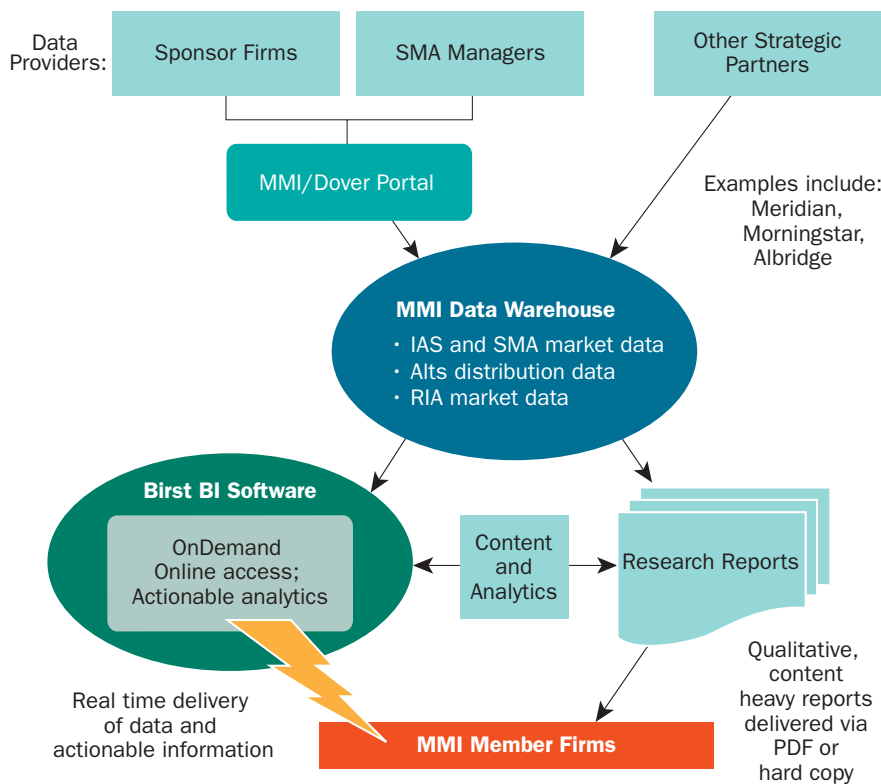 Data
Providers:
Sponsor Firms
SMA Managers
Other Strategic
Partners
MMI/Dover Portal
Examples include:
Meridian,
Morningstar,
Albridge
MMI Data Warehouse
· IAS and SMA market data
· Alts distribution data
· RIA market data
Birst BI Software
OnDemand
Online access;
Actionable analytics
Content
and
Analytics
Research Reports
Real time delivery
of data and
actionable information
Qualitative,
content
heavy reports
delivered via
PDF or
hard copy
MMI Member Firms